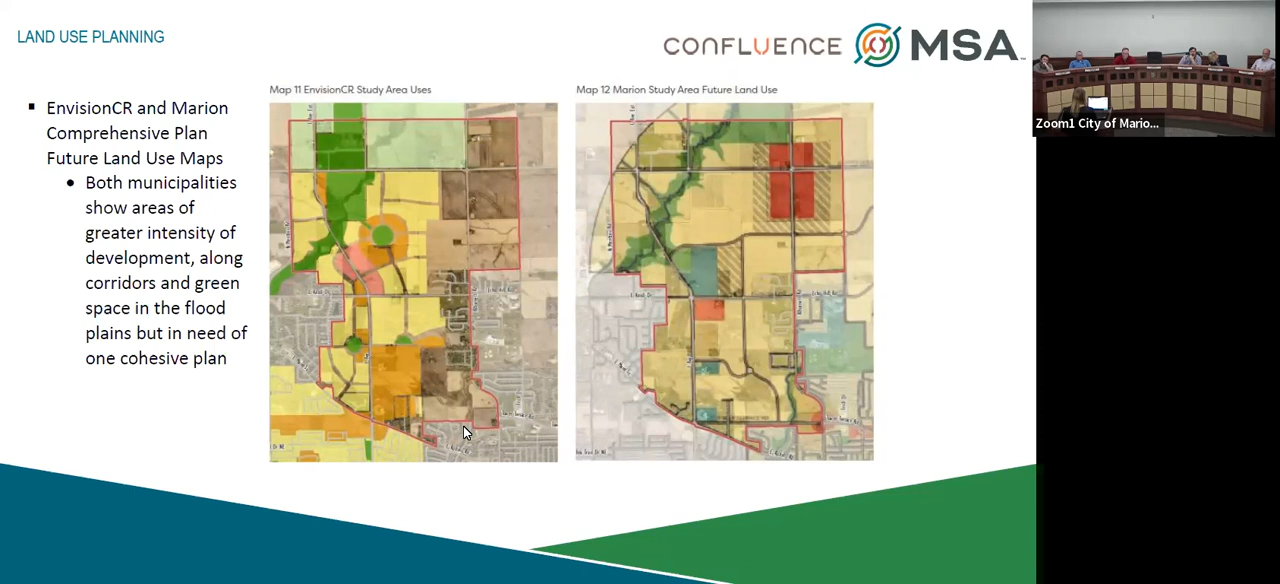 LAND USE PLANNING
CONFLUENCE
MSA
▪ EnvisionCR and Marion
Comprehensive Plan
Future Land Use Maps
• Both municipalities
show areas of
greater intensity of
development, along
corridors and green
space in the flood
plains but in need of
one cohesive plan
Map 11 EnvisionCR Study Area Uses
Map 12 Marion Study Area Future Land Use
Zoom1 City of Mario...